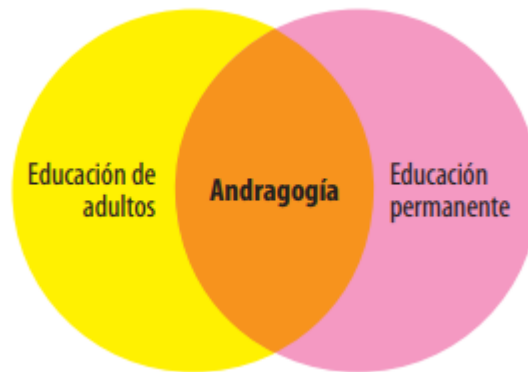 Educación de
adultos
Andragogía
Educación
permanente